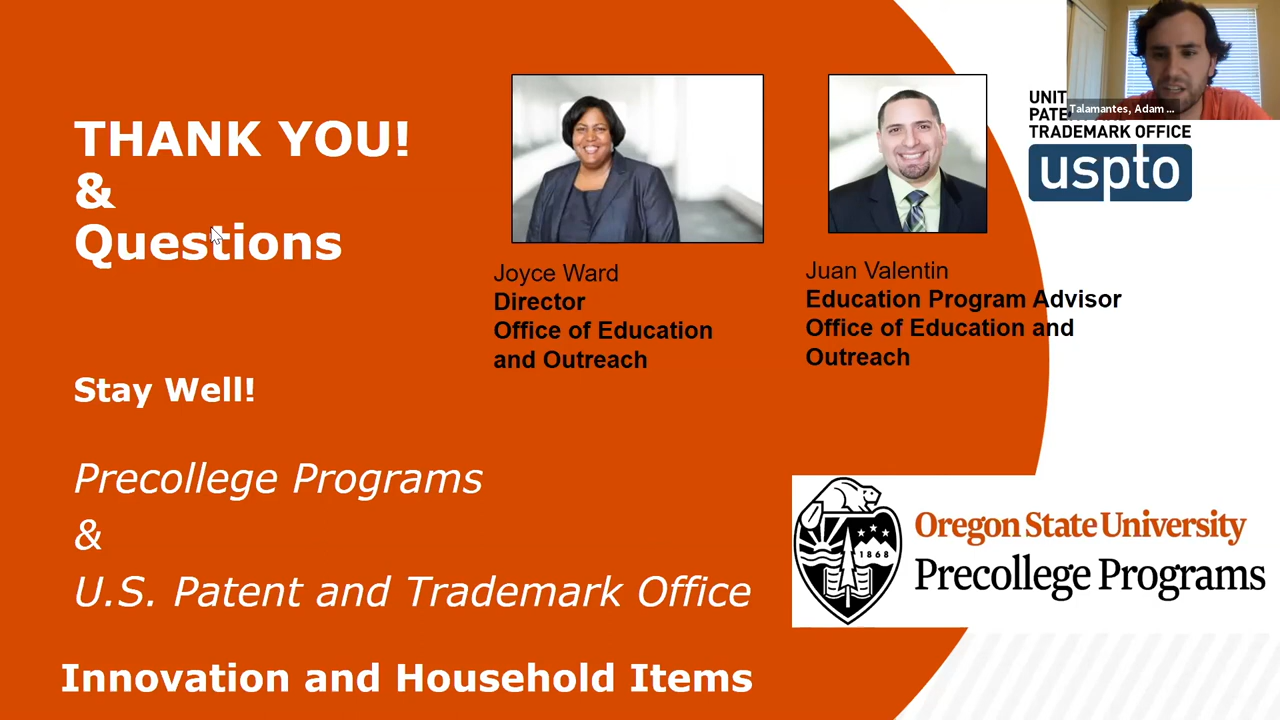 THANK YOU!
&
Questions
Stay Well!
Precollege Programs
&
U.S. Patent and Trademark Office
Innovation and Household Items
Joyce Ward
Director
Office of Education
and Outreach
Juan Valentin
Education Program Advisor
Office of Education and
Outreach
Talamantes, Adam ...
UNIT
PATE
TRADEMARK OFFICE
uspto
1868
Oregon State University
Precollege Programs